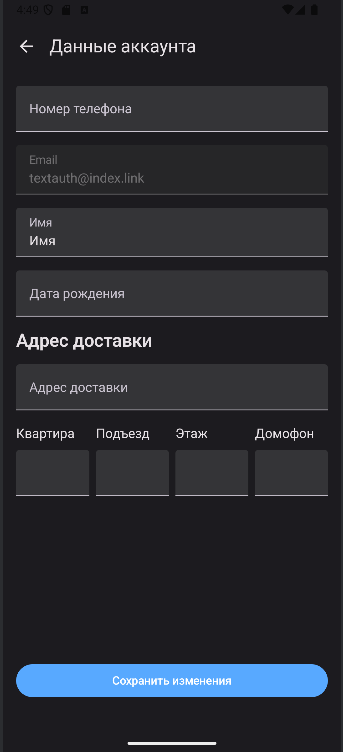 4:49
Данные аккаунта
Номер телефона
Email
textauth@index.link
Имя
Имя
Дата рождения
Адрес доставки
Адрес доставки
Квартира Подъезд Этаж Домофон
Сохранить изменения